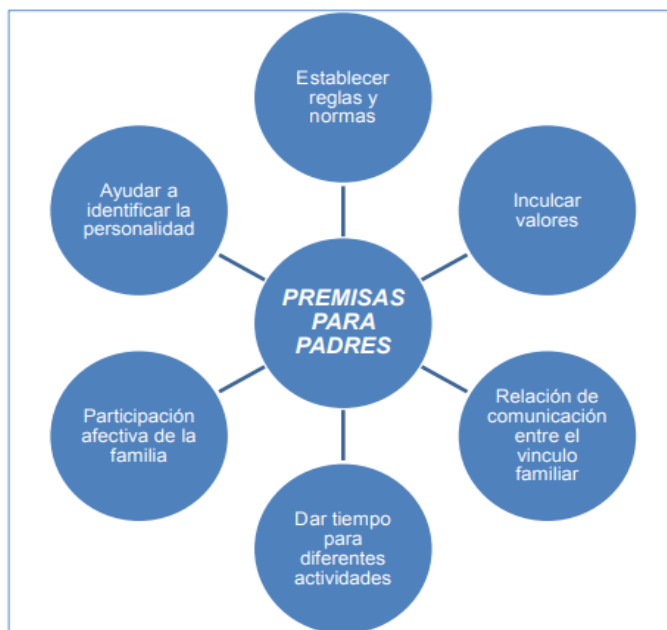 Establecer
reglas y
normas
Ayudar a
identificar la
personalidad
Inculcar
valores
PREMISAS
PARA
PADRES
Participación
afectiva de la
familia
Relación de
comunicación
entre el
vinculo
familiar
Dar tiempo
para
diferentes
actividades